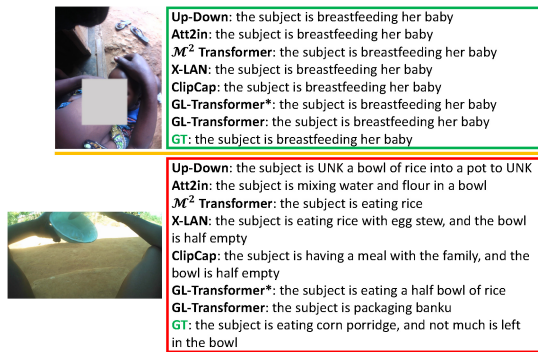 Up-Down: the subject is breastfeeding her baby
Att2in: the subject is breastfeeding her baby
ℳ² Transformer: the subject is breastfeeding her baby
X-LAN: the subject is breastfeeding her baby
ClipCap: the subject is breastfeeding her baby
GL-Transformer*: the subject is breastfeeding her baby
GL-Transformer: the subject is breastfeeding her baby
GT: the subject is breastfeeding her baby
Up-Down: the subject is UNK a bowl of rice into a pot to UNK
Att2in: the subject is mixing water and flour in a bowl
ℳ² Transformer: the subject is eating rice
X-LAN: the subject is eating rice with egg stew, and the bowl
is half empty
ClipCap: the subject is having a meal with the family, and the
bowl is half empty
GL-Transformer*: the subject is eating a half bowl of rice
GL-Transformer: the subject is packaging banku
GT: the subject is eating corn porridge, and not much is left
in the bowl